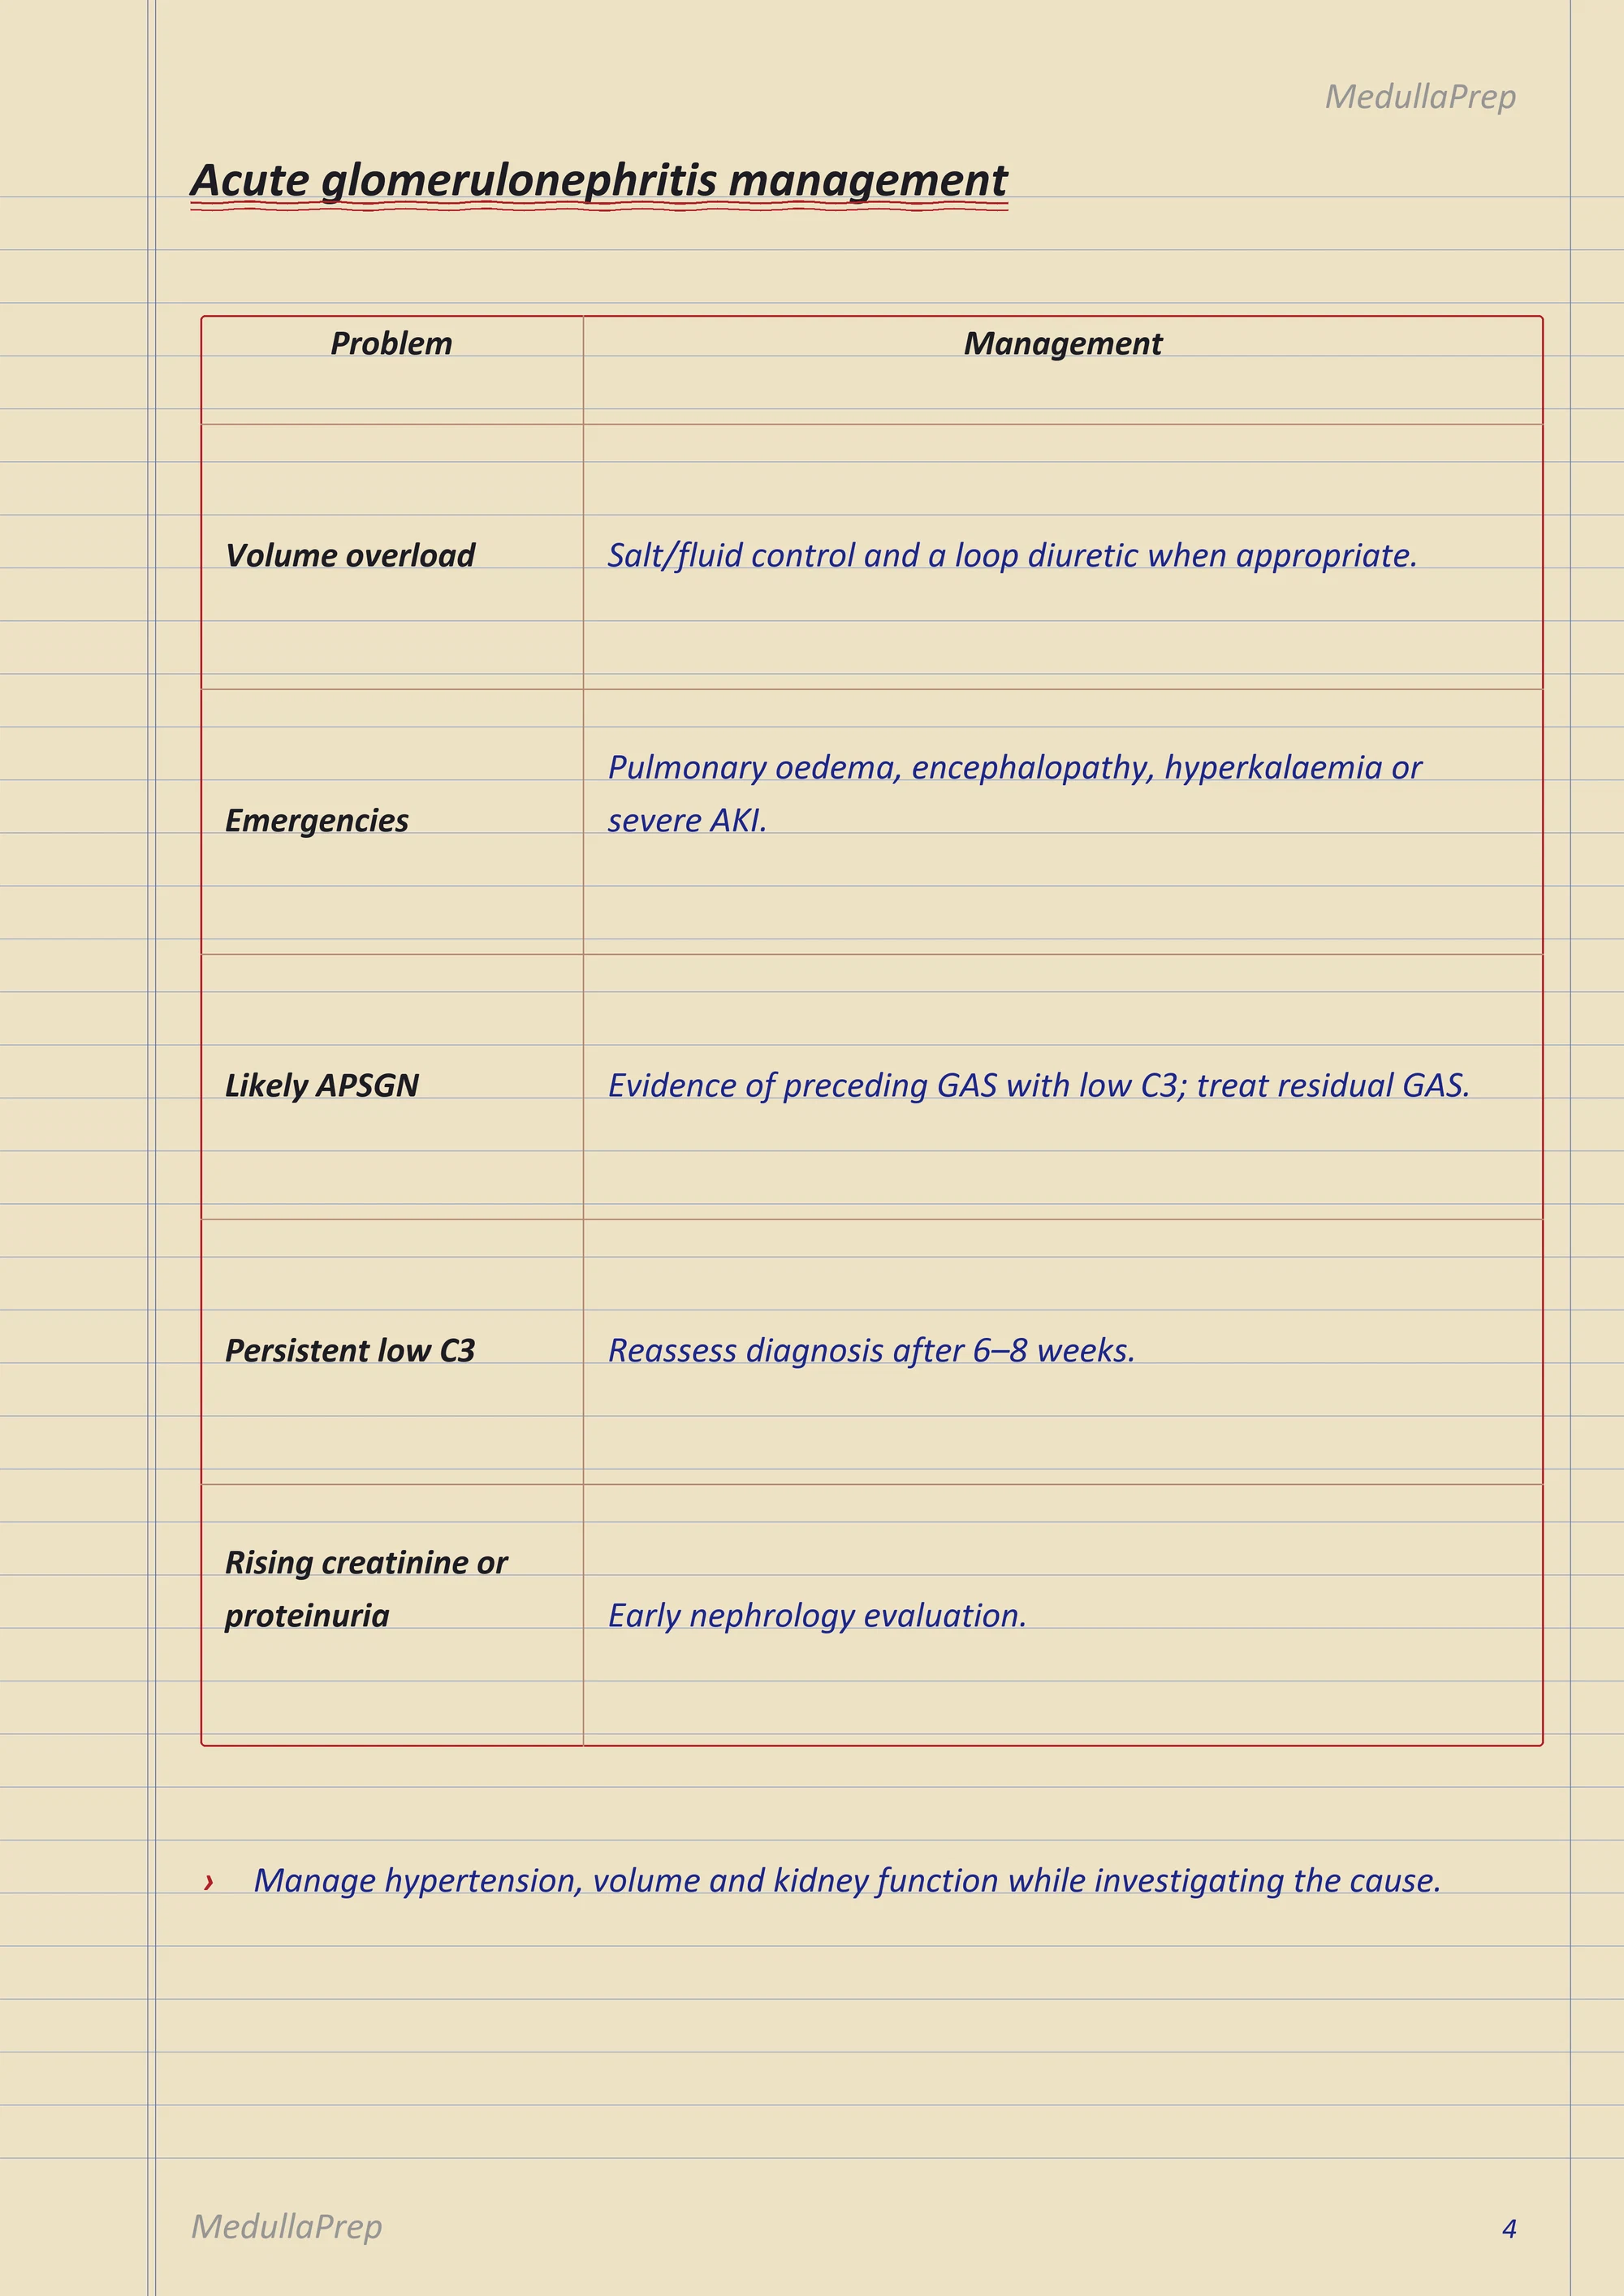 MedullaPrep
Acute glomerulonephritis management
Problem
Management
Volume overload
Salt/fluid control and a loop diuretic when appropriate.
Emergencies
Pulmonary oedema, encephalopathy, hyperkalaemia or
severe AKI.
Likely APSGN
Evidence of preceding GAS with low C3; treat residual GAS.
Persistent low C3
Reassess diagnosis after 6–8 weeks.
Rising creatinine or
proteinuria
Early nephrology evaluation.
› Manage hypertension, volume and kidney function while investigating the cause.
MedullaPrep
4